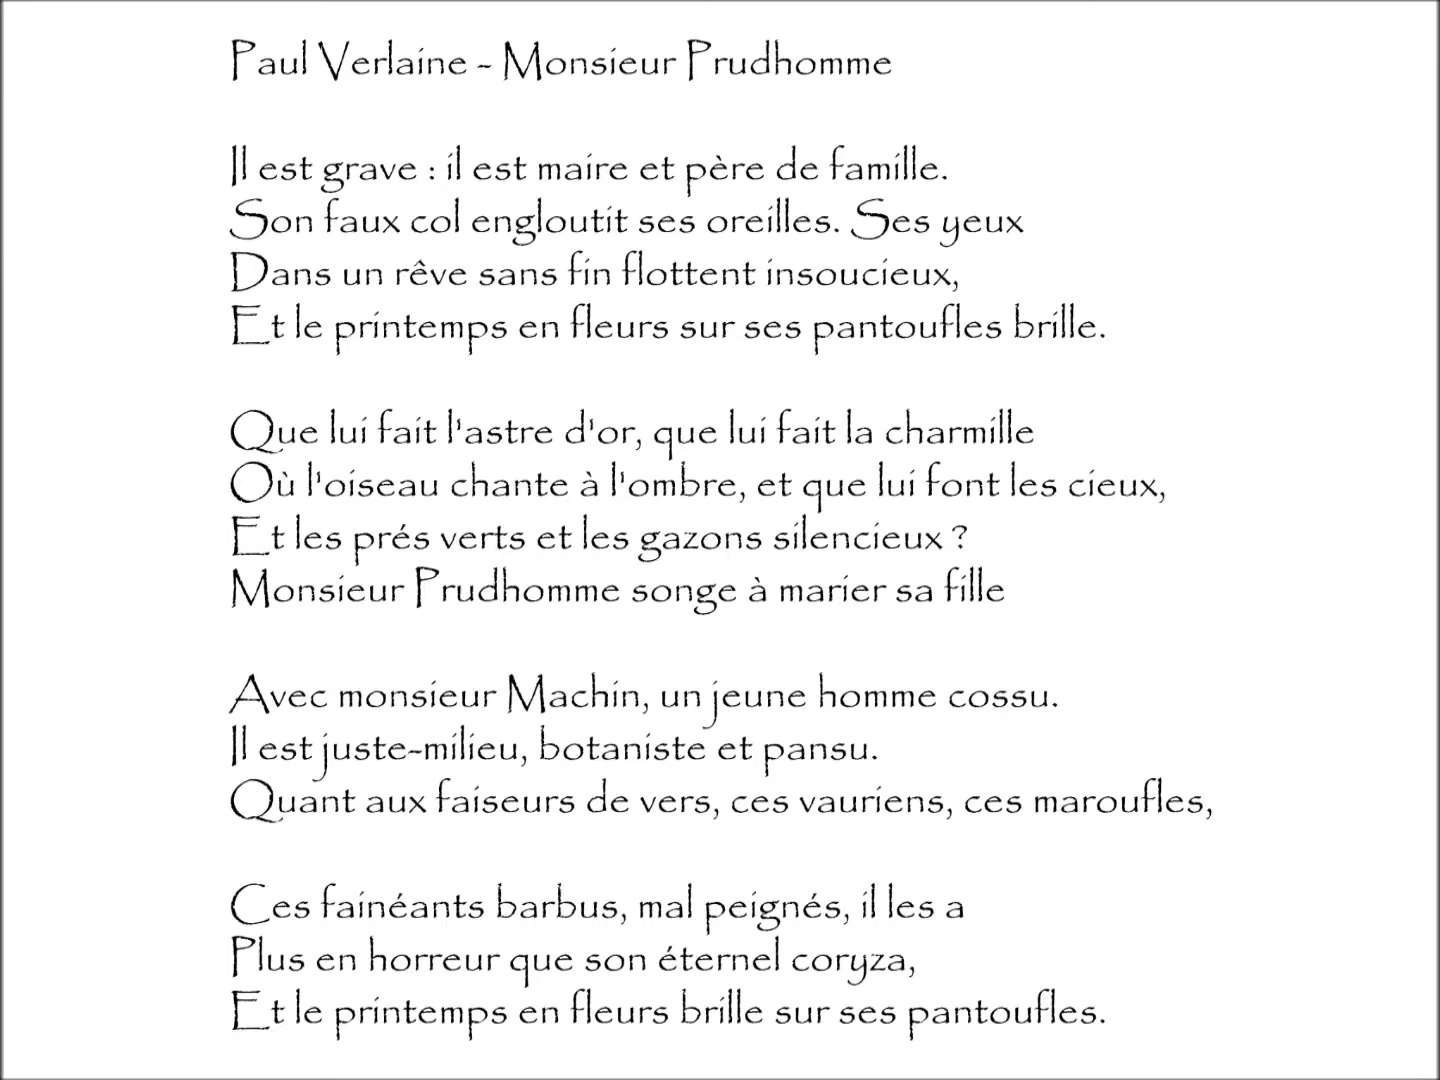 Paul Verlaine - Monsieur Prudhomme
Il est grave : il est maire et père de famille.
Son faux col engloutit ses oreilles. Ses yeux
Dans un rêve sans fin flottent insoucieux,
Et le printemps en fleurs sur ses pantoufles brille.
Que lui fait l'astre d'or, que lui fait la charmille
Où l'oiseau chante à l'ombre, et que lui font les cieux,
Et les prés verts et les gazons silencieux ?
Monsieur Prudhomme songe à marier sa fille
Avec monsieur Machin, un jeune homme cossu.
Il est juste-milieu, botaniste et pansu.
Quant aux faiseurs de vers, ces vauriens, ces maroufles,
Ces fainéants barbus, mal peignés, il les a
Plus en horreur que son éternel coryza,
Et le printemps en fleurs brille sur ses pantoufles.